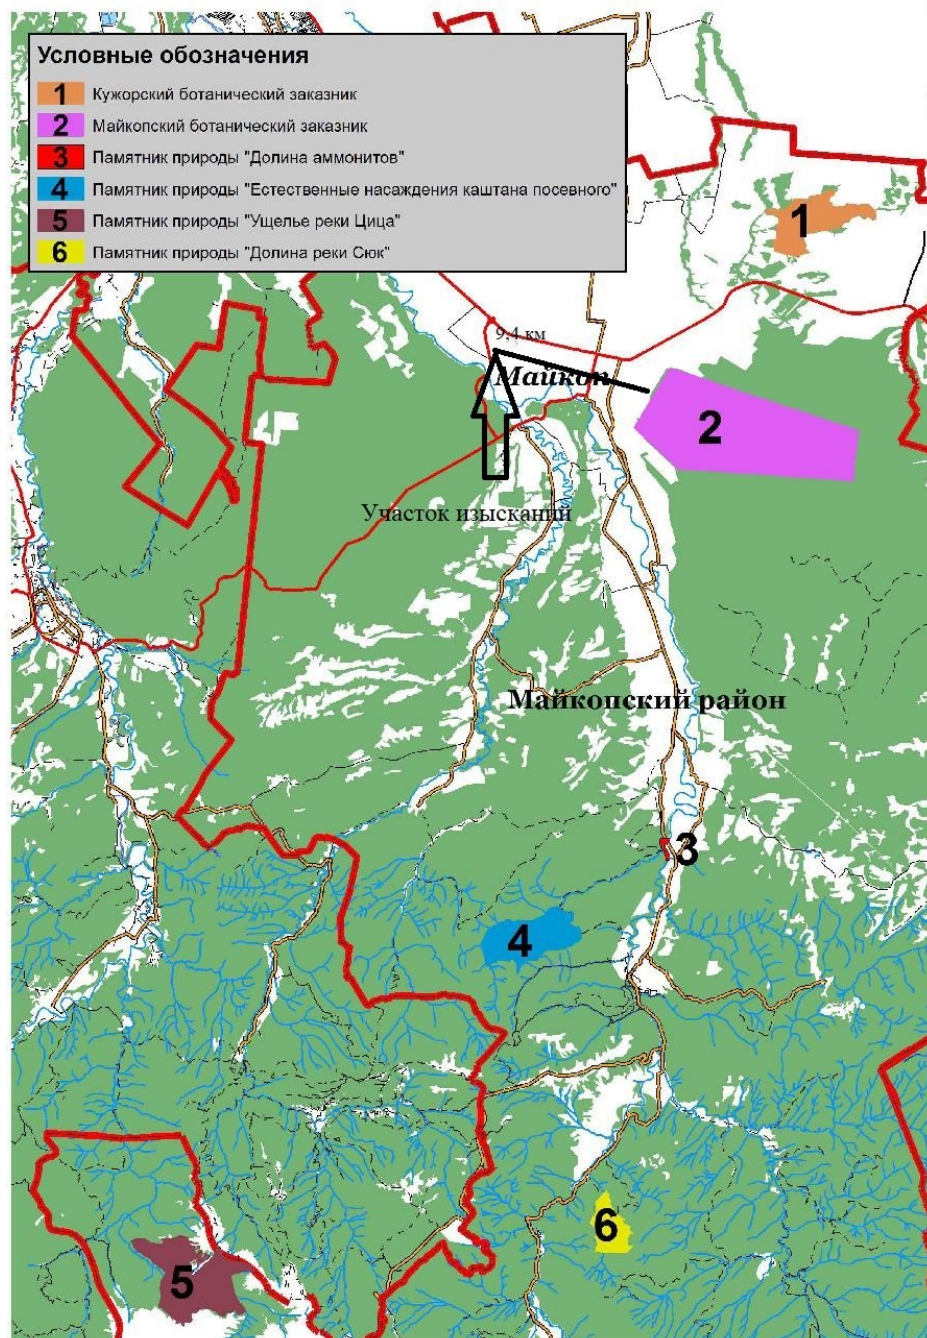 Условные обозначения
1 Кужорский ботанический заказник
2 Майкопский ботанический заказник
3 Памятник природы "Долина аммонитов"
4 Памятник природы "Естественные насаждения каштана посевного"
5 Памятник природы "Ущелье реки Цица"
6 Памятник природы "Долина реки Сюк"
1
9,4 км
Майкоп
2
Участок изысканий
Майкопский район
3
4
6
5